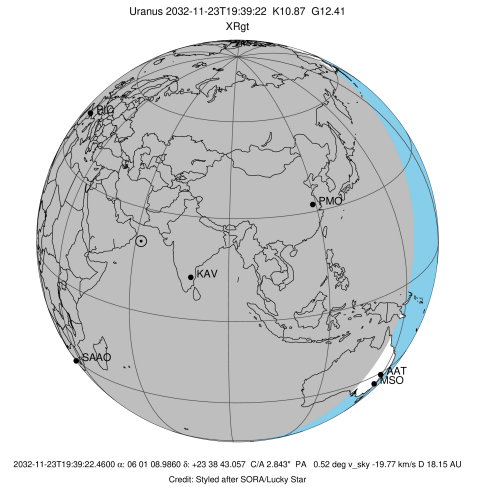 Uranus 2032-11-23T19:39:22 K10.87 G12.41
XRgt
PIC
PMO
KAV
SAAO
AAT
MSO
2032-11-23T19:39:22.4600 α: 06 01 08.9860 δ: +23 38 43.057 C/A 2.843" PA 0.52 deg v_sky -19.77 km/s D 18.15 AU
Credit: Styled after SORA/Lucky Star